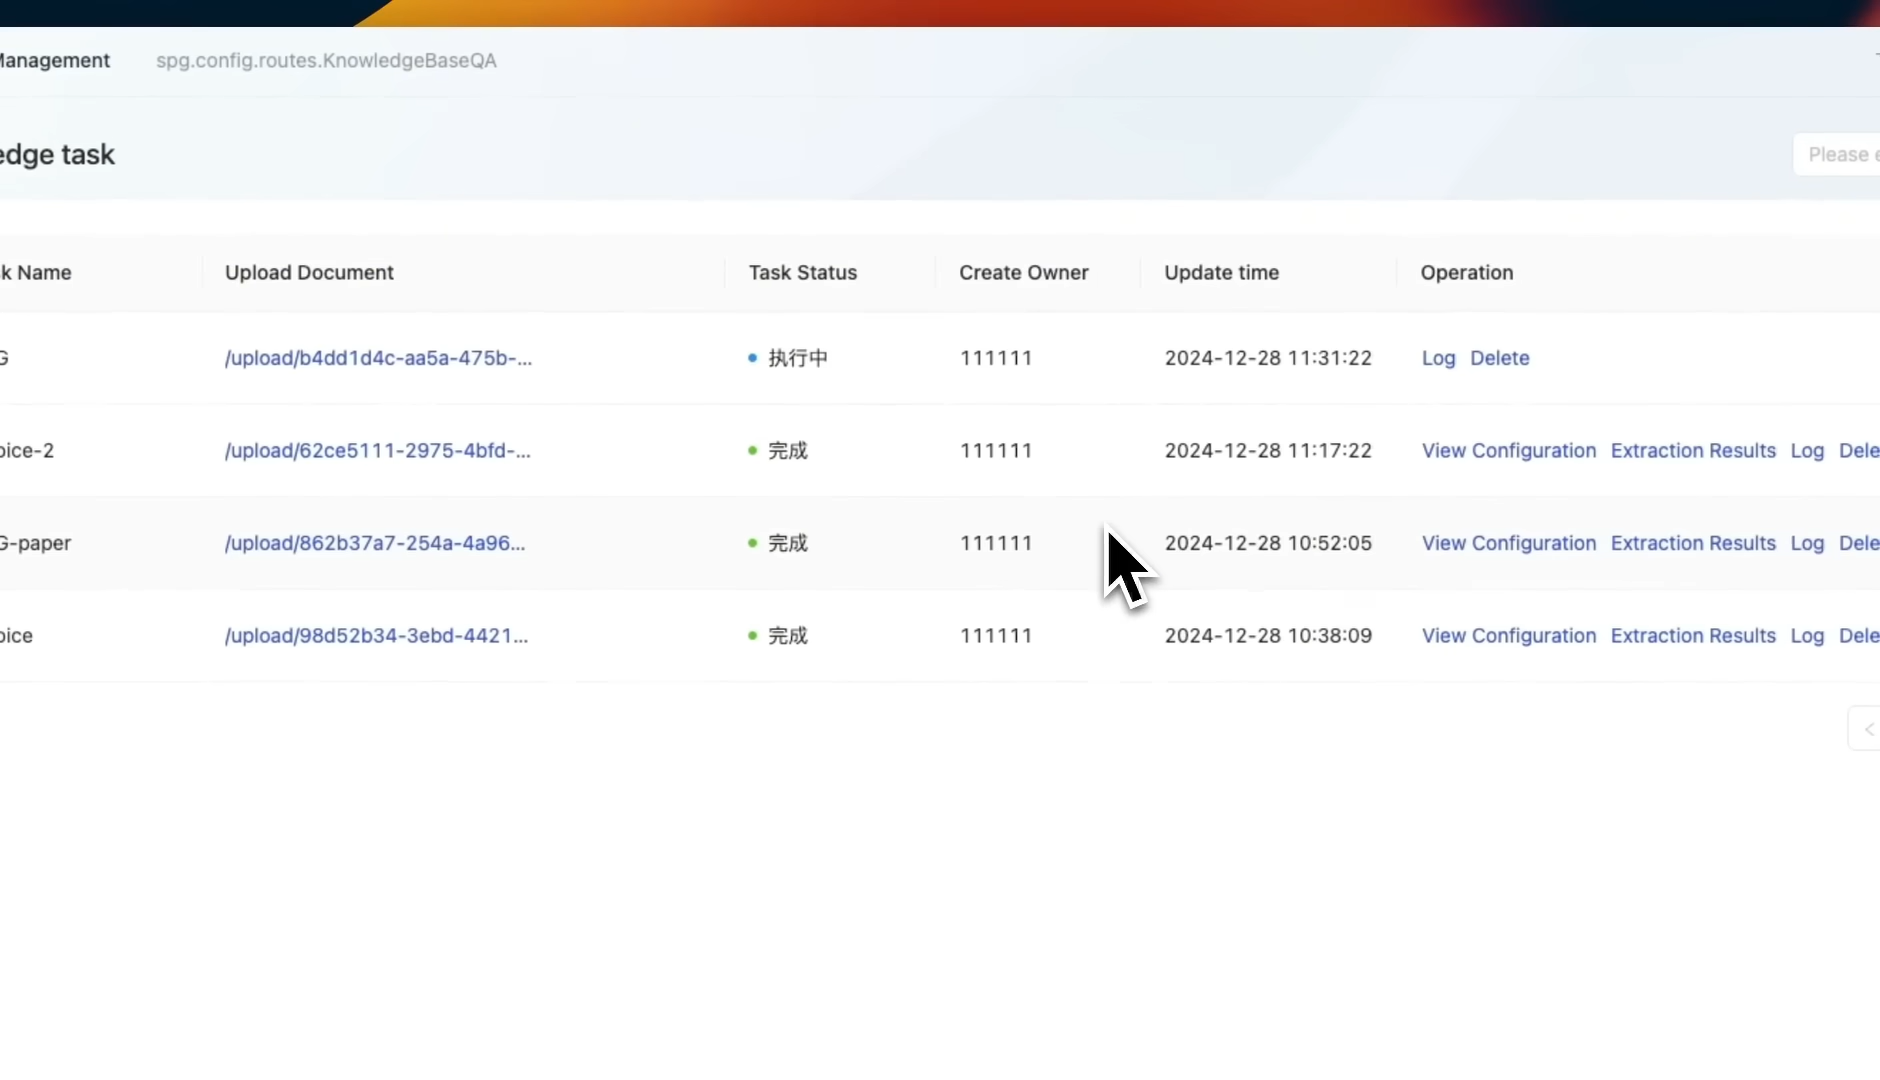 Management spg.config.routes.KnowledgeBaseQA
edge task Please e
k Name Upload Document Task Status Create Owner Update time Operation
G /upload/b4dd1d4c-aa5a-475b-... 执行中 111111 2024-12-28 11:31:22 Log Delete
oice-2 /upload/62ce5111-2975-4bfd-... 完成 111111 2024-12-28 11:17:22 View Configuration Extraction Results Log Dele
G-paper /upload/862b37a7-254a-4a96... 完成 111111 2024-12-28 10:52:05 View Configuration Extraction Results Log Dele
oice /upload/98d52b34-3ebd-4421... 完成 111111 2024-12-28 10:38:09 View Configuration Extraction Results Log Dele